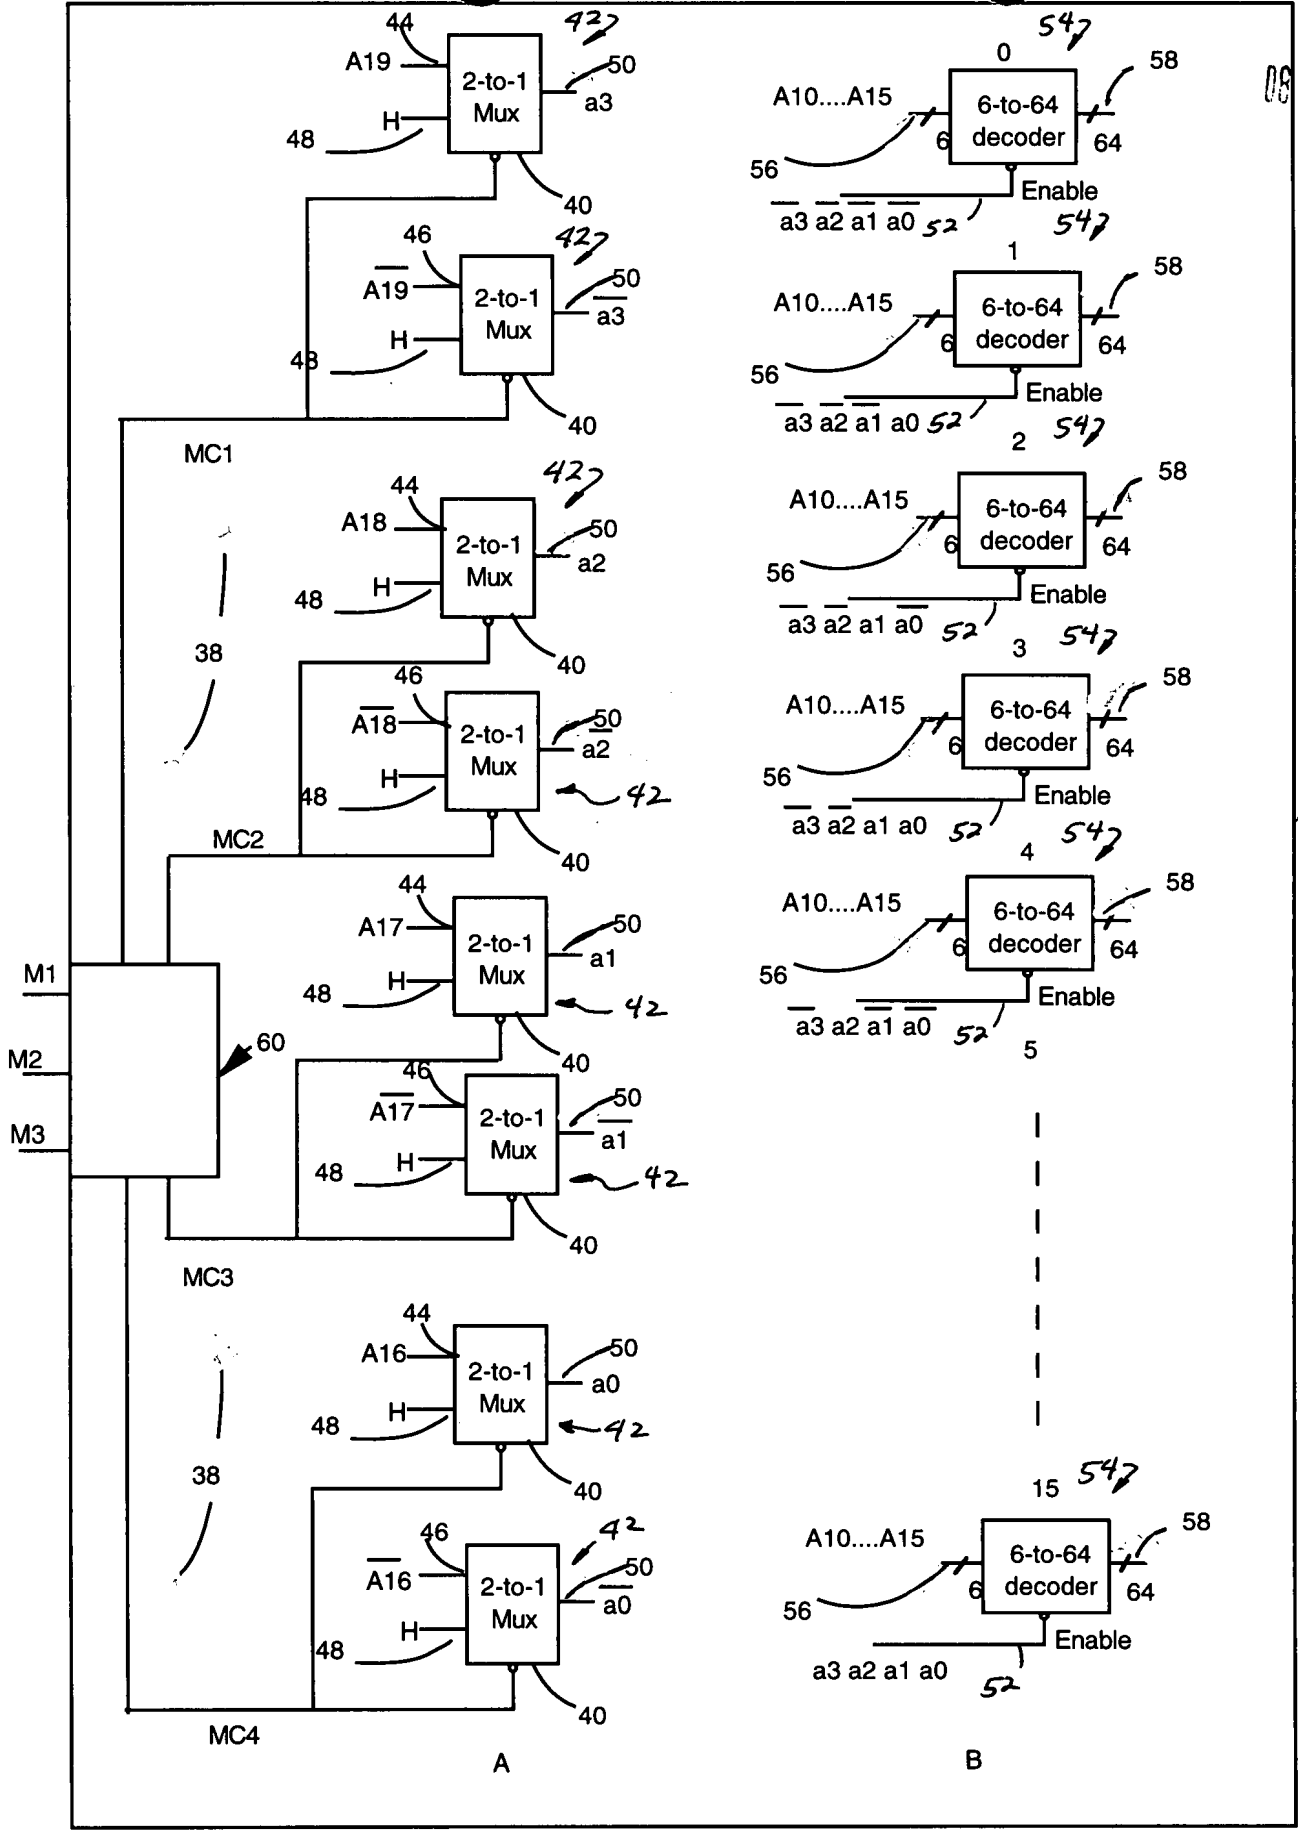 44
42
A19
2-to-1
Mux
50
a3
H
48
40
46
42
A19
2-to-1
Mux
50
a3
H
48
40
MC1
44
42
A18
2-to-1
Mux
50
a2
H
48
40
38
46
A18
2-to-1
Mux
50
a2
H
48
42
40
MC2
44
A17
2-to-1
Mux
50
a1
H
48
42
40
M1
M2
M3
60
46
A17
2-to-1
Mux
50
a1
H
48
42
40
MC3
44
A16
2-to-1
Mux
50
a0
H
48
42
40
38
46
42
A16
2-to-1
Mux
50
a0
H
48
40
MC4
A
0
54
A10....A15
6-to-64
decoder
58
6
64
56
Enable
a3 a2 a1 a0
52
1
54
A10....A15
6-to-64
decoder
58
6
64
56
Enable
a3 a2 a1 a0
52
2
54
A10....A15
6-to-64
decoder
58
6
64
56
Enable
a3 a2 a1 a0
52
3
54
A10....A15
6-to-64
decoder
58
6
64
56
Enable
a3 a2 a1 a0
52
4
54
A10....A15
6-to-64
decoder
58
6
64
56
Enable
a3 a2 a1 a0
52
5
15
54
A10....A15
6-to-64
decoder
58
6
64
56
Enable
a3 a2 a1 a0
52
B